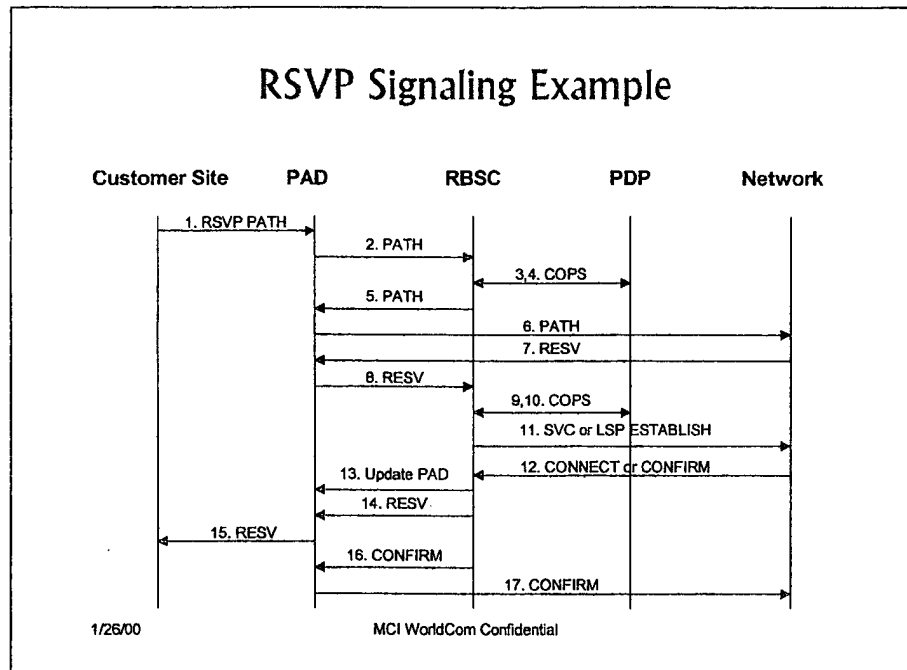 RSVP Signaling Example
Customer Site PAD RBSC PDP Network
1. RSVP PATH
2. PATH
3,4. COPS
5. PATH
6. PATH
7. RESV
8. RESV
9,10. COPS
11. SVC or LSP ESTABLISH
12. CONNECT or CONFIRM
13. Update PAD
14. RESV
15. RESV
16. CONFIRM
17. CONFIRM
1/26/00 MCI WorldCom Confidential